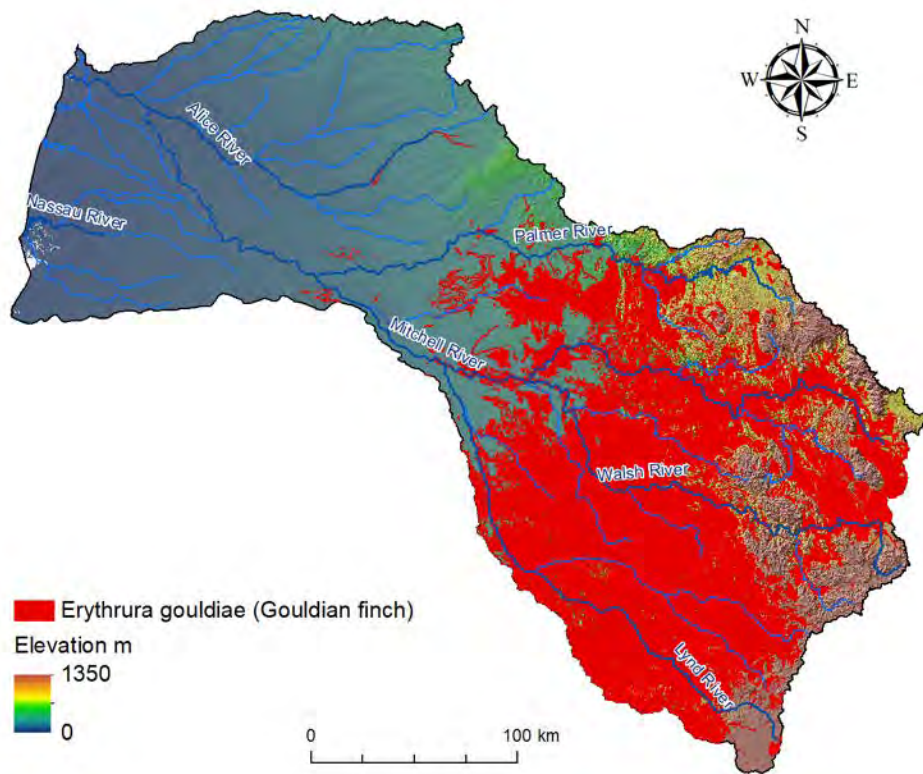 N
W E
S
Alice River
Nassau River
Palmer River
Mitchell River
Walsh River
Lynd River
Erythrura gouldiae (Gouldian finch)
Elevation m
1350
0
0 100 km